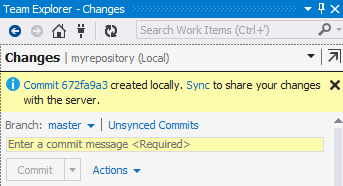 Team Explorer - Changes
Search Work Items (Ctrl+')
Changes | myrepository (Local)
Commit 672fa9a3 created locally. Sync to share your changes
with the server.
Branch: master | Unsynced Commits
Enter a commit message <Required>
Commit Actions